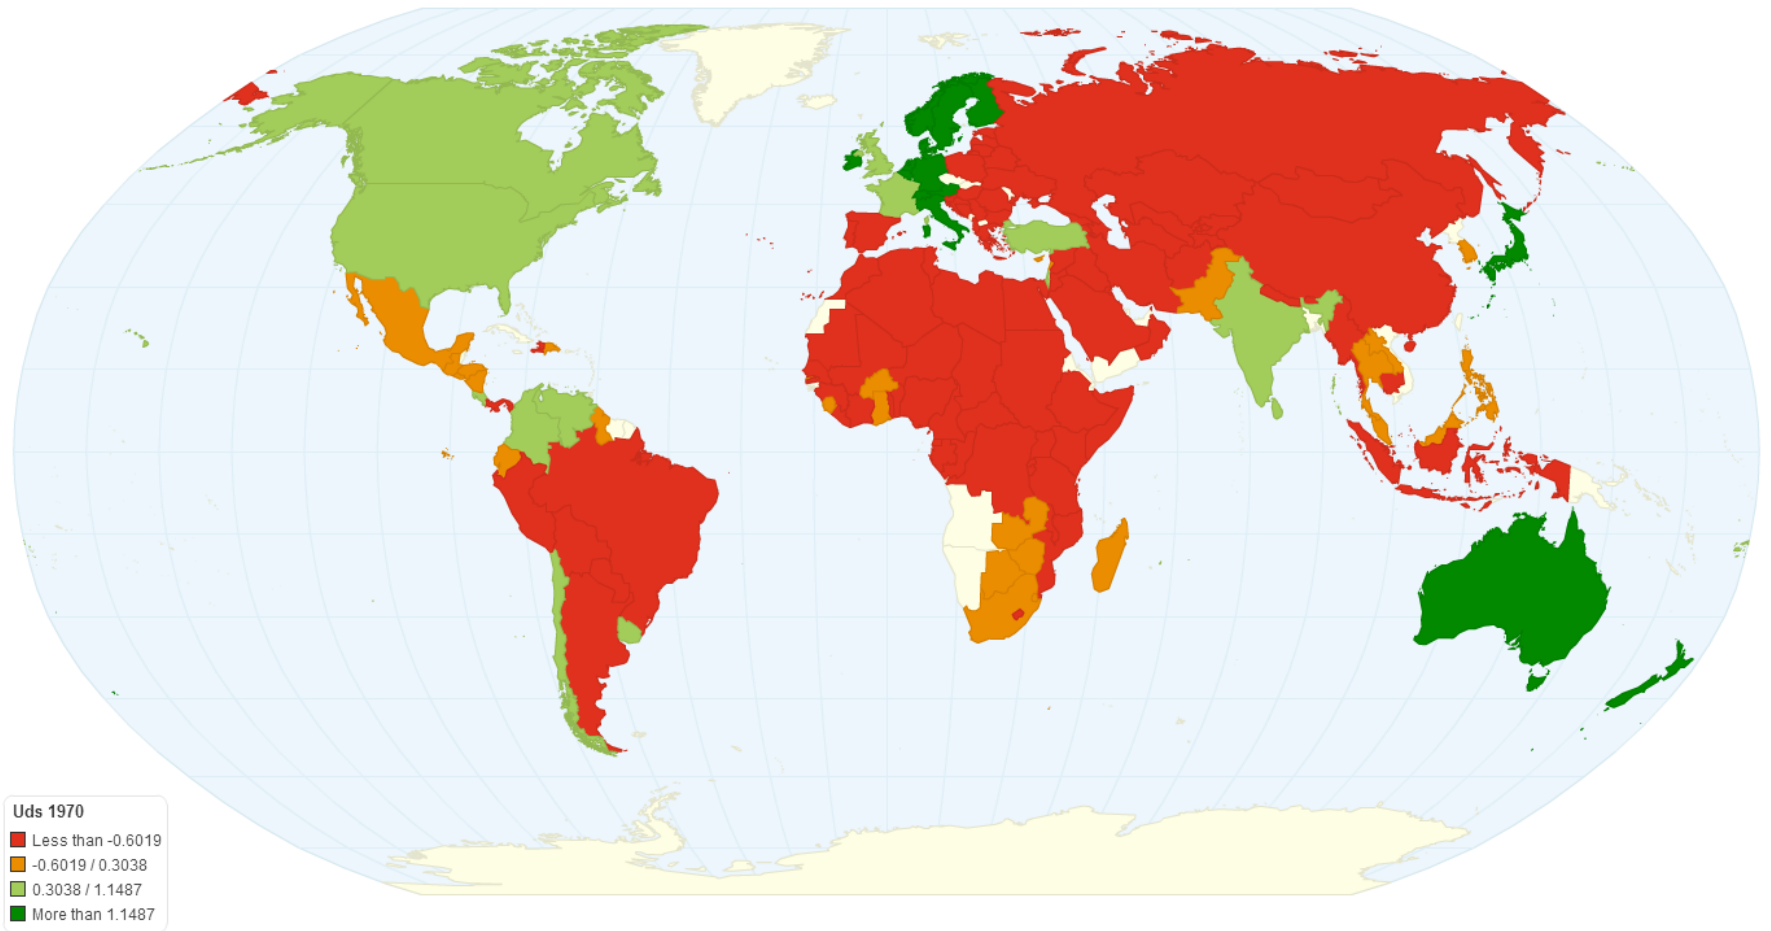 Uds 1970
Less than -0.6019
-0.6019 / 0.3038
0.3038 / 1.1487
More than 1.1487